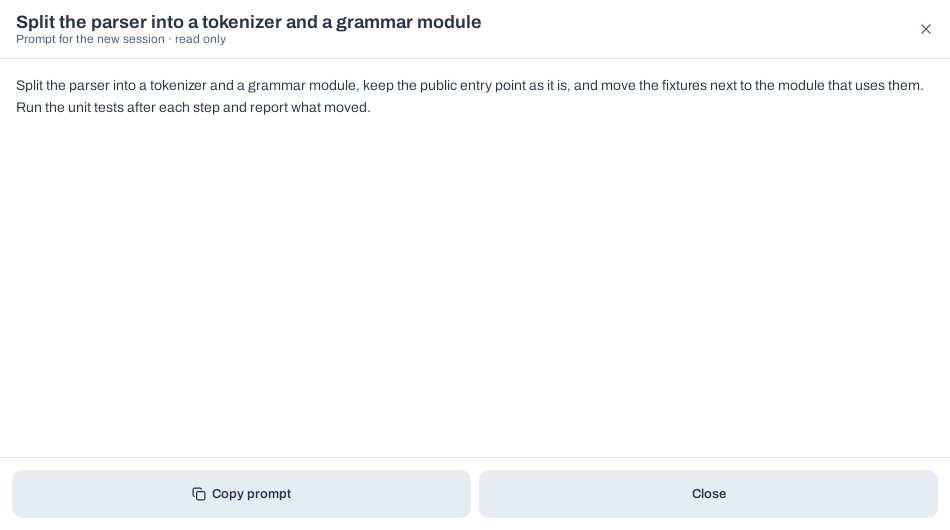 Split the parser into a tokenizer and a grammar module
Prompt for the new session · read only
Split the parser into a tokenizer and a grammar module, keep the public entry point as it is, and move the fixtures next to the module that uses them.
Run the unit tests after each step and report what moved.
Copy prompt
Close